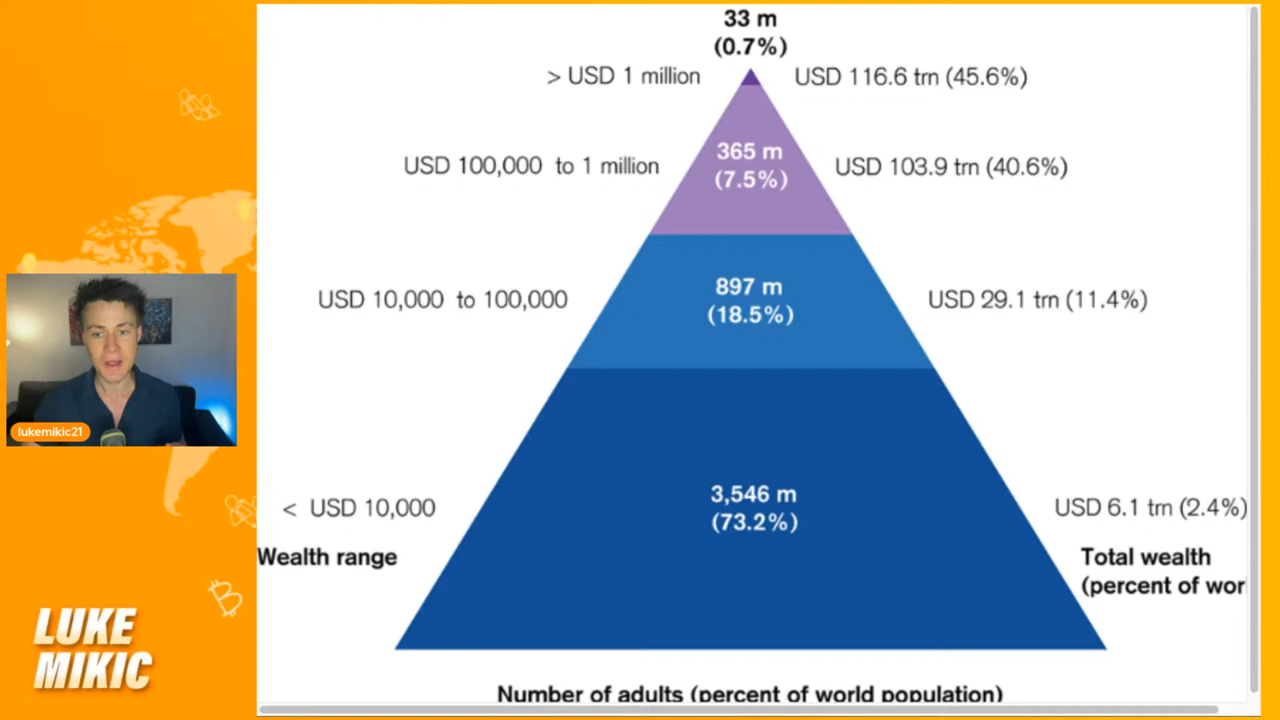 33 m
(0.7%)
> USD 1 million
USD 116.6 trn (45.6%)
USD 100,000 to 1 million
365 m
(7.5%)
USD 103.9 trn (40.6%)
USD 10,000 to 100,000
897 m
(18.5%)
USD 29.1 trn (11.4%)
< USD 10,000
3,546 m
(73.2%)
USD 6.1 trn (2.4%)
Wealth range
Total wealth
(percent of wor
Number of adults (percent of world population)
lukemikic21
LUKE
MIKIC